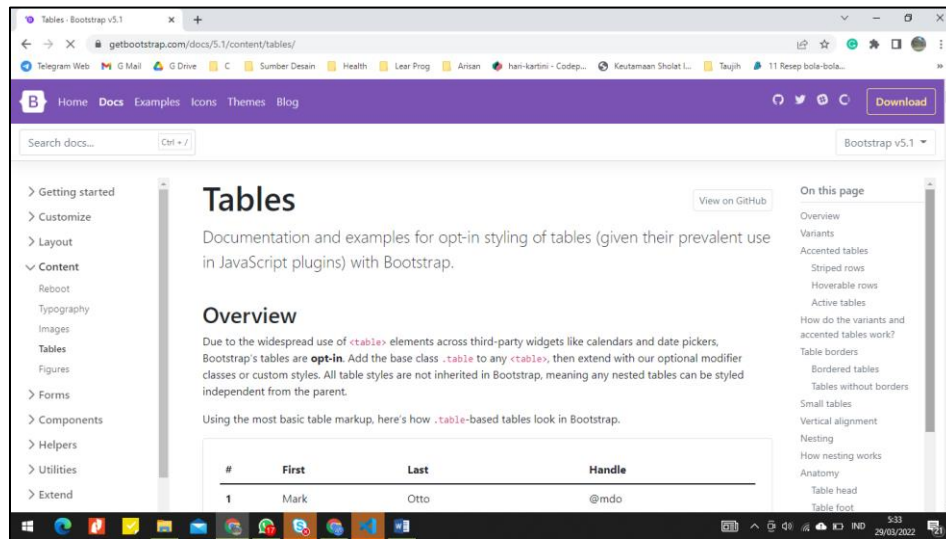 Tables · Bootstrap v5.1
getbootstrap.com/docs/5.1/content/tables/
Telegram Web G Mail G Drive C Sumber Desain Health Lear Prog Arisan hari-kartini - Codep... Keutamaan Sholat I... Taujih 11 Resep bola-bola... »
B Home Docs Examples Icons Themes Blog Download
Search docs... Ctrl + / Bootstrap v5.1
Getting started
Customize
Layout
Content
Reboot
Typography
Images
Tables
Figures
Forms
Components
Helpers
Utilities
Extend
Tables
View on GitHub
Documentation and examples for opt-in styling of tables (given their prevalent use
in JavaScript plugins) with Bootstrap.
Overview
Due to the widespread use of <table> elements across third-party widgets like calendars and date pickers,
Bootstrap's tables are opt-in. Add the base class .table to any <table>, then extend with our optional modifier
classes or custom styles. All table styles are not inherited in Bootstrap, meaning any nested tables can be styled
independent from the parent.
Using the most basic table markup, here's how .table-based tables look in Bootstrap.
# First Last Handle
1 Mark Otto @mdo
On this page
Overview
Variants
Accented tables
Striped rows
Hoverable rows
Active tables
How do the variants and
accented tables work?
Table borders
Bordered tables
Tables without borders
Small tables
Vertical alignment
Nesting
How nesting works
Anatomy
Table head
Table foot
IND
5:33
29/03/2022
21